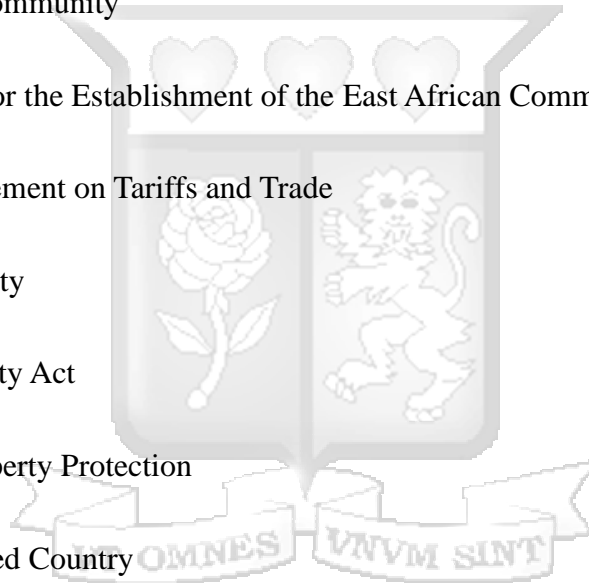 ommunity
or the Establishment of the East African Comm
ement on Tariffs and Trade
ty
ty Act
perty Protection
ed Country
UT OMNES VNVM SINT